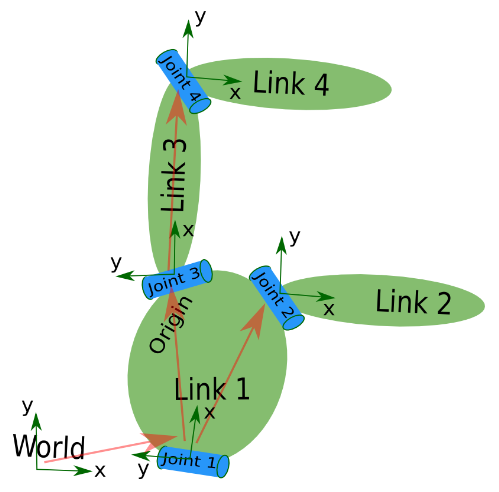 y
Joint 4
x
Link 4
Link 3
y
x
Joint 3
y
Joint 2
x
Link 2
Origin
Link 1
x
y
World
x
y
Joint 1